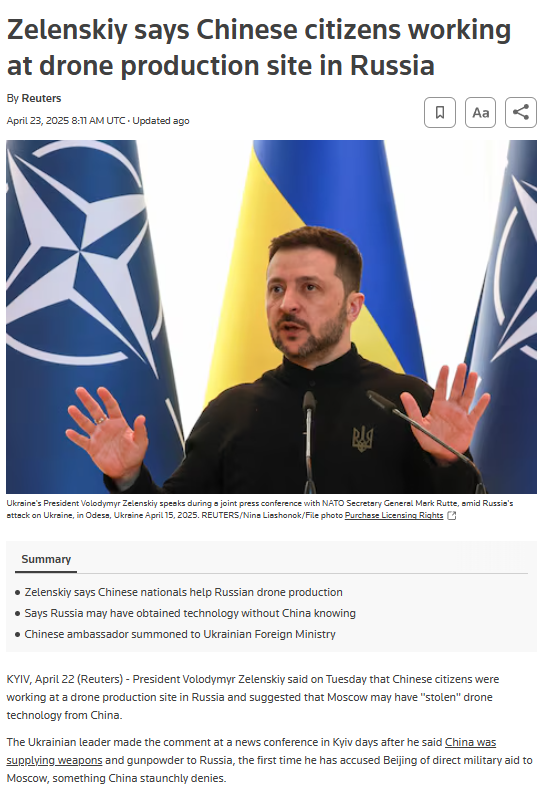 Zelenskiy says Chinese citizens working
at drone production site in Russia
By Reuters
April 23, 2025 8:11 AM UTC · Updated ago
Aa
Ukraine's President Volodymyr Zelenskiy speaks during a joint press conference with NATO Secretary General Mark Rutte, amid Russia's
attack on Ukraine, in Odesa, Ukraine April 15, 2025. REUTERS/Nina Liashonok/File photo Purchase Licensing Rights
Summary
• Zelenskiy says Chinese nationals help Russian drone production
• Says Russia may have obtained technology without China knowing
• Chinese ambassador summoned to Ukrainian Foreign Ministry
KYIV, April 22 (Reuters) - President Volodymyr Zelenskiy said on Tuesday that Chinese citizens were
working at a drone production site in Russia and suggested that Moscow may have "stolen" drone
technology from China.
The Ukrainian leader made the comment at a news conference in Kyiv days after he said China was
supplying weapons and gunpowder to Russia, the first time he has accused Beijing of direct military aid to
Moscow, something China staunchly denies.